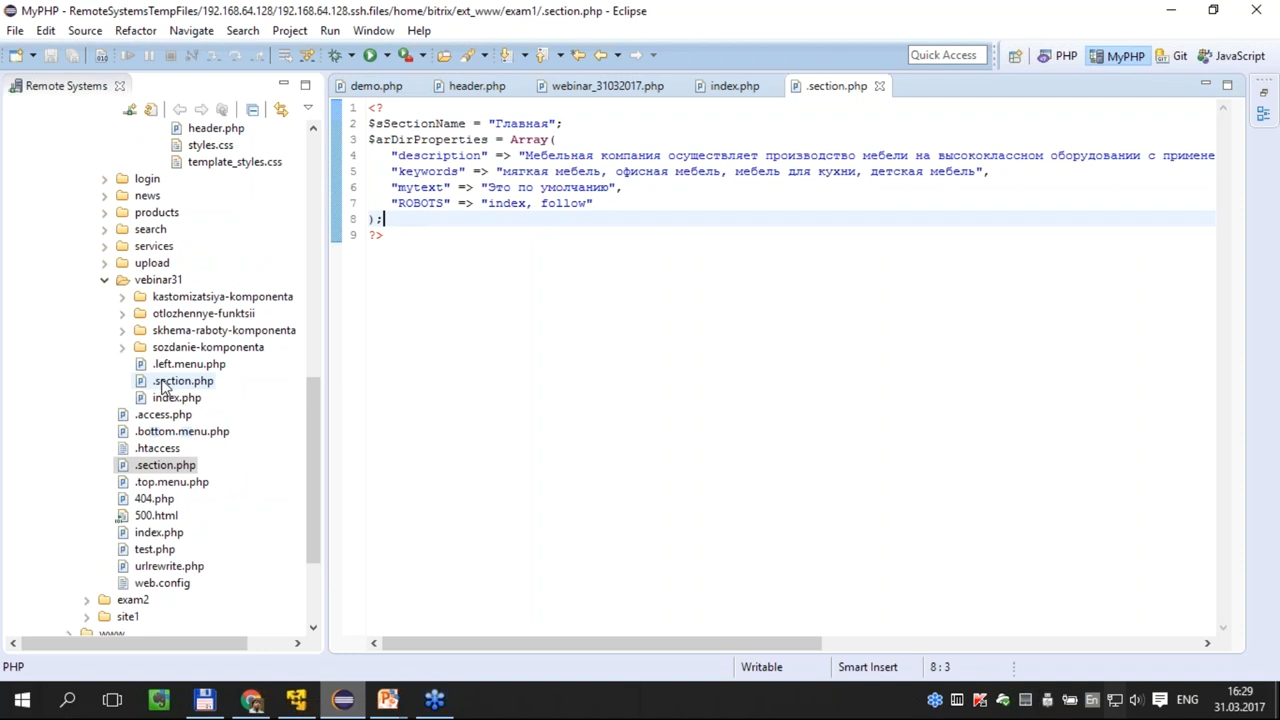 MyPHP - RemoteSystemsTempFiles/192.168.64.128/192.168.64.128.ssh.files/home/bitrix/ext_www/exam1/.section.php - Eclipse
File Edit Source Refactor Navigate Search Project Run Window Help
Quick Access PHP MyPHP Git JavaScript
Remote Systems
demo.php header.php webinar_31032017.php index.php .section.php
header.php
styles.css
template_styles.css
login
news
products
search
services
upload
vebinar31
kastomizatsiya-komponenta
otlozhennye-funktsii
skhema-raboty-komponenta
sozdanie-komponenta
.left.menu.php
.section.php
index.php
.access.php
.bottom.menu.php
.htaccess
.section.php
.top.menu.php
404.php
500.html
index.php
test.php
urlrewrite.php
web.config
exam2
site1
www
1 <?
2 $sSectionName = "Главная";
3 $arDirProperties = Array(
4 "description" => "Мебельная компания осуществляет производство мебели на высококлассном оборудовании с примене
5 "keywords" => "мягкая мебель, офисная мебель, мебель для кухни, детская мебель",
6 "mytext" => "Это по умолчанию",
7 "ROBOTS" => "index, follow"
8 );
9 ?>
PHP Writable Smart Insert 8 : 3
En ENG 16:29
31.03.2017